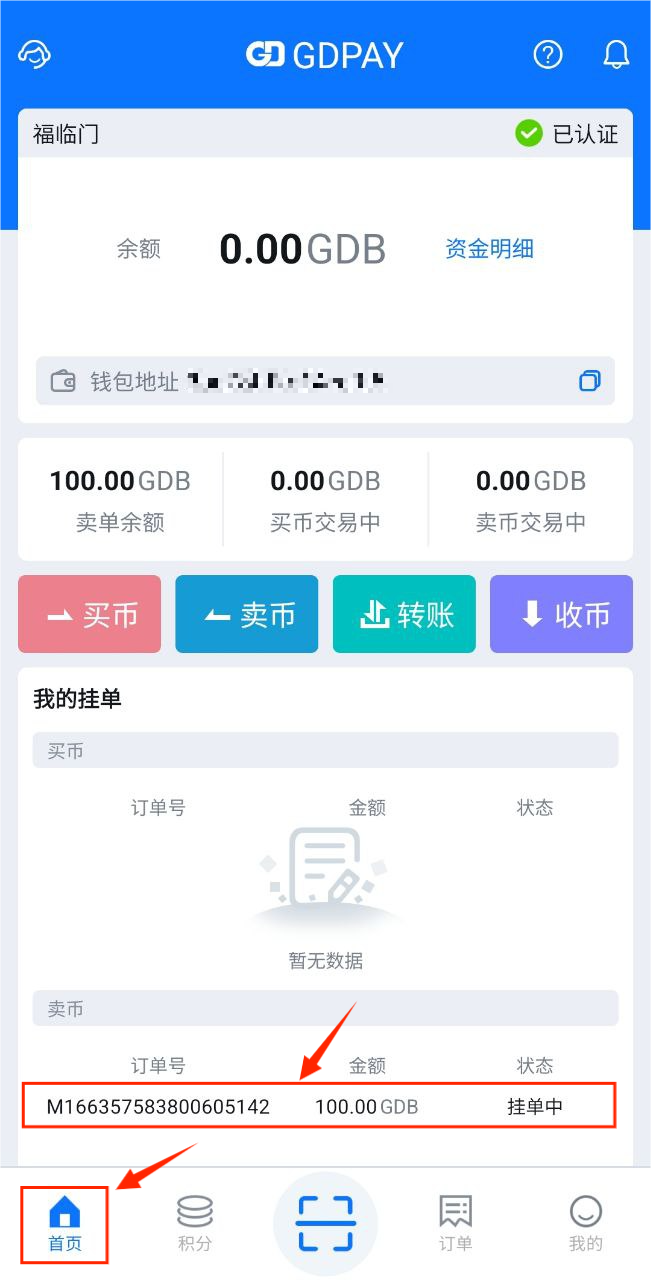 GDPAY
福临门 已认证
余额 0.00GDB 资金明细
钱包地址
100.00GDB 0.00GDB 0.00GDB
卖单余额 买币交易中 卖币交易中
买币 卖币 转账 收币
我的挂单
买币
订单号 金额 状态
暂无数据
卖币
订单号 金额 状态
M166357583800605142 100.00GDB 挂单中
首页 积分 订单 我的